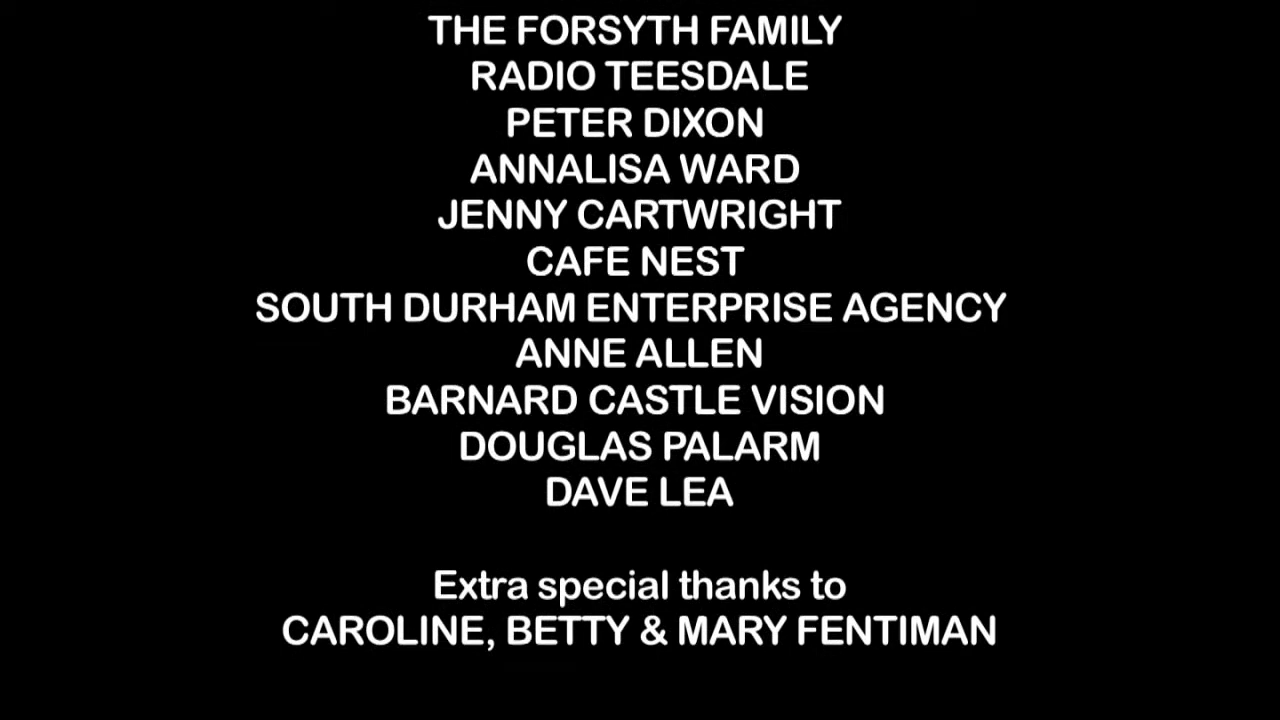 THE FORSYTH FAMILY
RADIO TEESDALE
PETER DIXON
ANNALISA WARD
JENNY CARTWRIGHT
CAFE NEST
SOUTH DURHAM ENTERPRISE AGENCY
ANNE ALLEN
BARNARD CASTLE VISION
DOUGLAS PALARM
DAVE LEA
Extra special thanks to
CAROLINE, BETTY & MARY FENTIMAN